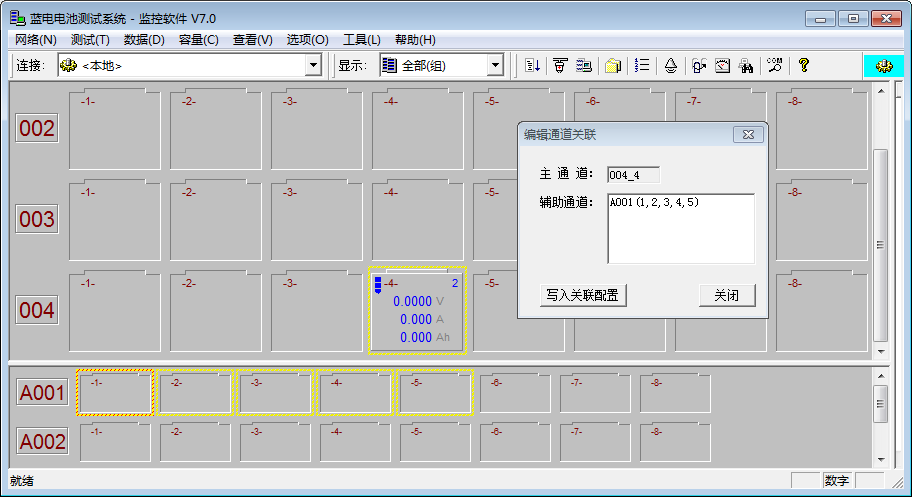 蓝电电池测试系统 - 监控软件 V7.0
网络(N) 测试(T) 数据(D) 容量(C) 查看(V) 选项(O) 工具(L) 帮助(H)
连接: <本地> 显示: 全部(组) COM ?
002 -1- -2- -3- -4- -5- -6- -7- -8-
编辑通道关联
主 通 道: 004_4
辅助通道: A001(1,2,3,4,5)
写入关联配置 关闭
003 -1- -2- -3- -4- -5- -8-
004 -1- -2- -3- -4- 2 -5- -8-
0.0000 V
0.000 A
0.000 Ah
A001 -1- -2- -3- -4- -5- -6- -7- -8-
A002 -1- -2- -3- -4- -5- -6- -7- -8-
就绪 数字